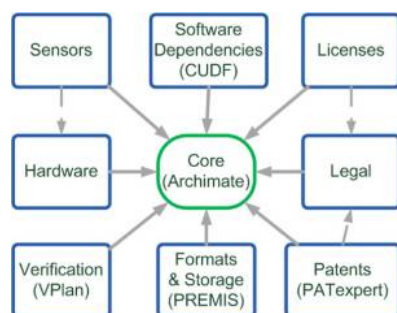 Sensors
Software
Dependencies
(CUDF)
Licenses
Hardware
Core
(Archimate)
Legal
Verification
(VPlan)
Formats
& Storage
(PREMIS)
Patents
(PATexpert)